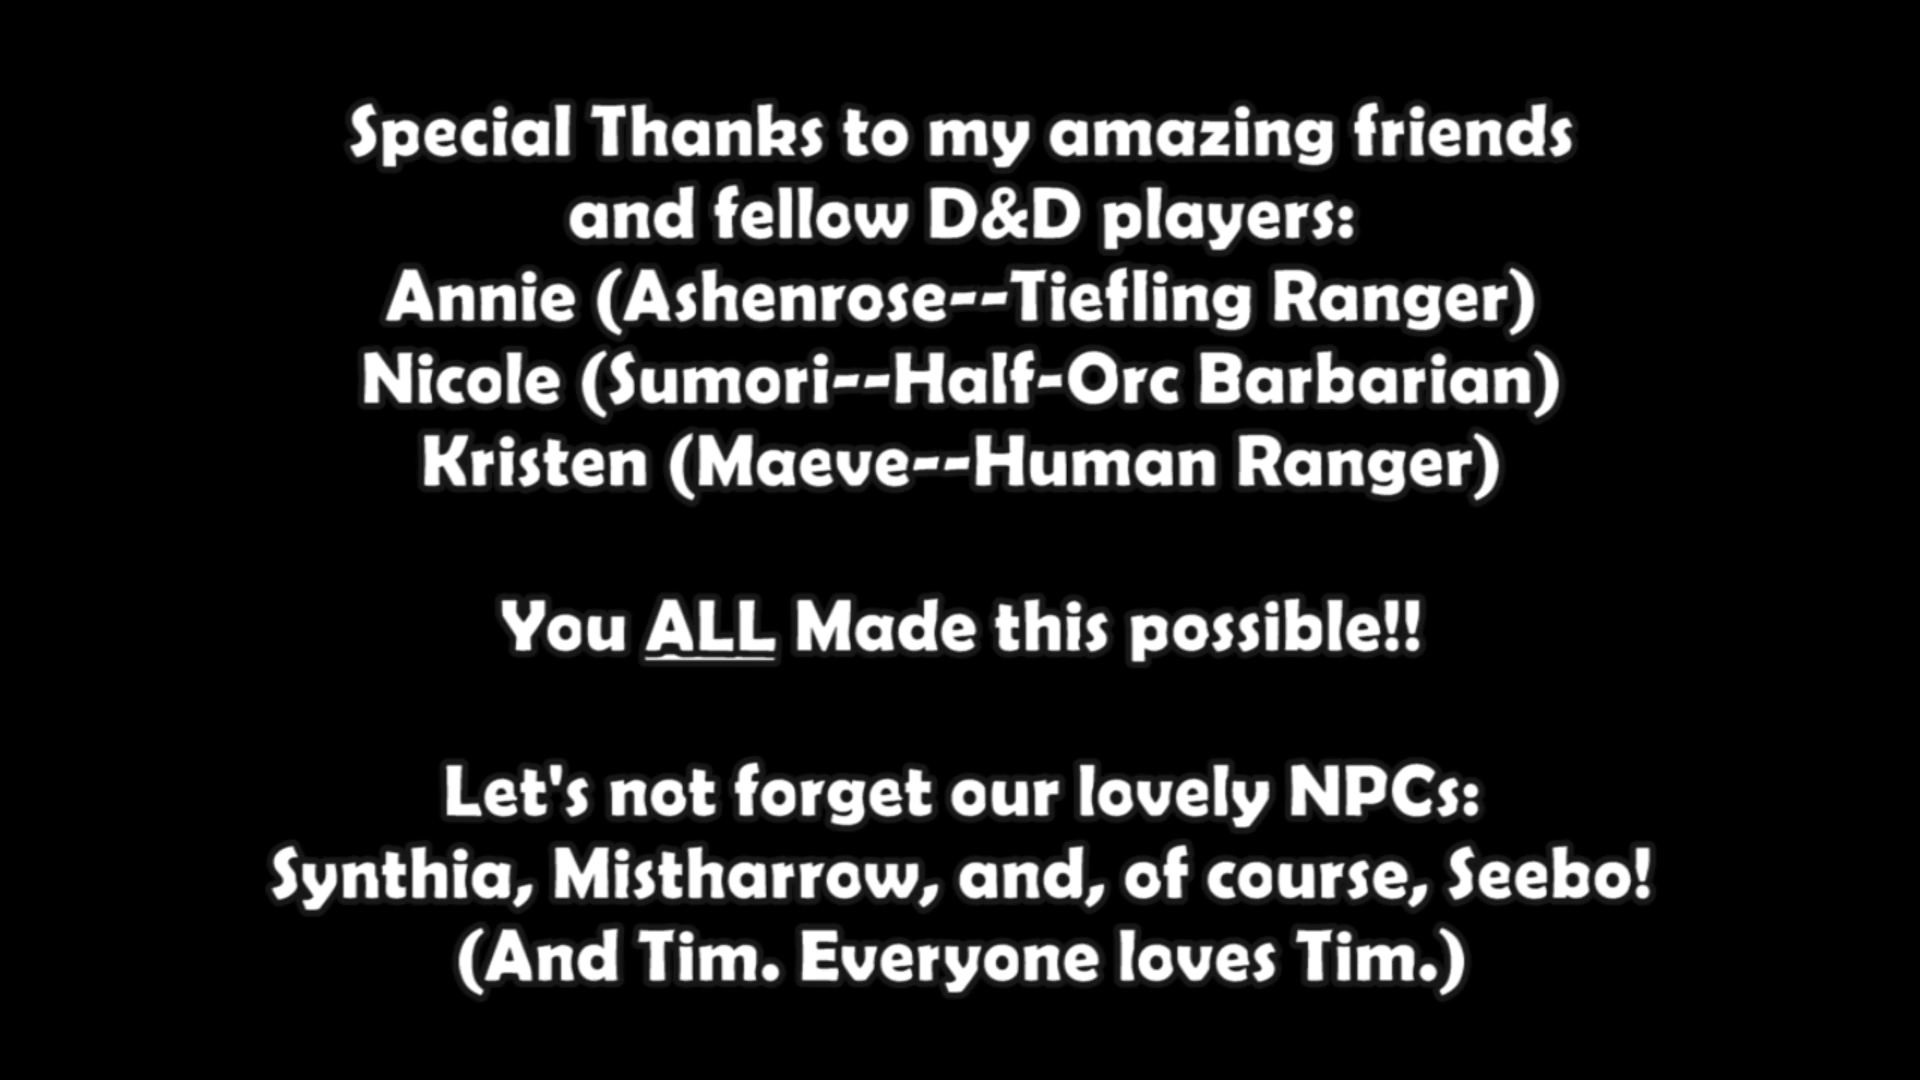 Special Thanks to my amazing friends
and fellow D&D players:
Annie (Ashenrose--Tiefling Ranger)
Nicole (Sumori--Half-Orc Barbarian)
Kristen (Maeve--Human Ranger)
You ALL Made this possible!!
Let's not forget our lovely NPCs:
Synthia, Mistharrow, and, of course, Seebo!
(And Tim. Everyone loves Tim.)